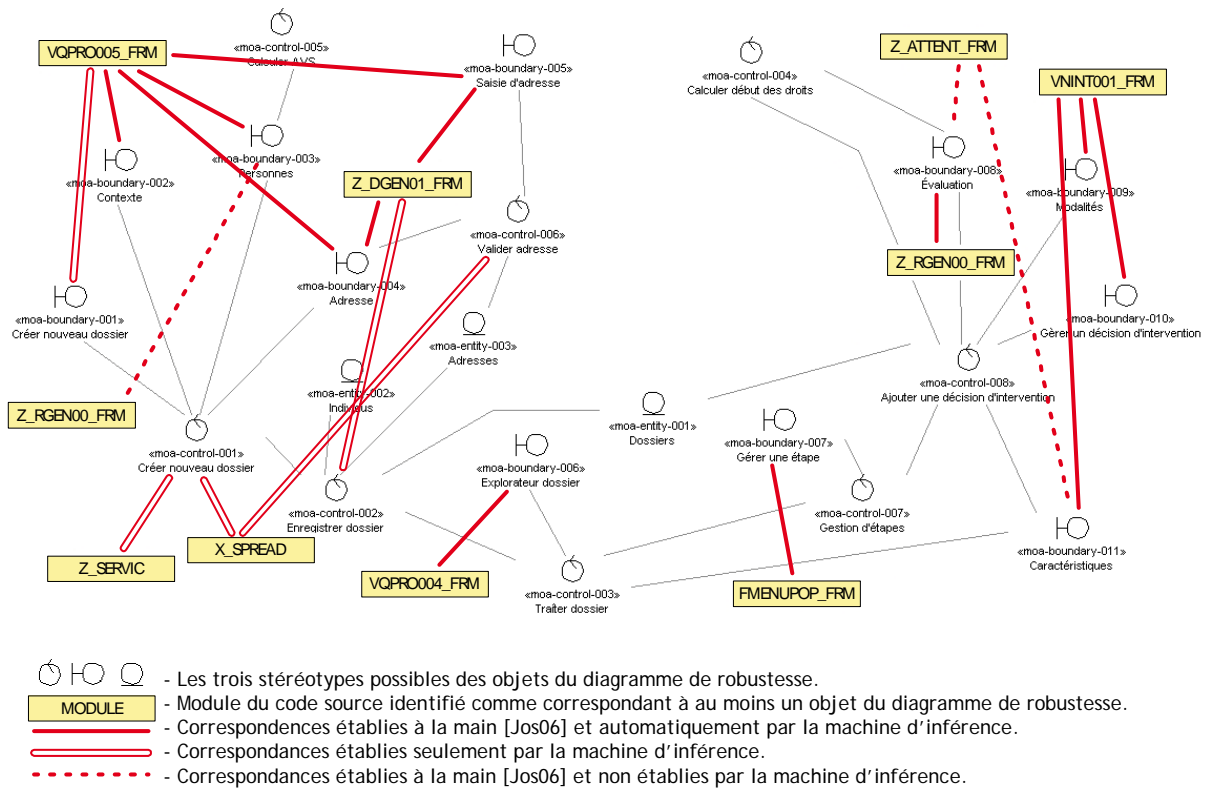 VQPRO005_FRM
«moa-control-005»
Calculer AVS
«moa-boundary-005»
Saisie d'adresse
«moa-control-004»
Calculer début des droits
Z_ATTENT_FRM
VNINT001_FRM
«moa-boundary-002»
Contexte
«moa-boundary-003»
Personnes
Z_DGEN01_FRM
«moa-boundary-008»
Évaluation
«moa-boundary-009»
Modalités
«moa-control-006»
Valider adresse
Z_RGEN00_FRM
«moa-boundary-004»
Adresse
«moa-boundary-001»
Créer nouveau dossier
«moa-boundary-010»
Gèrer un décision d'intervention
«moa-entity-003»
Adresses
«moa-entity-002»
Individus
«moa-control-008»
Ajouter une décision d'intervention
Z_RGEN00_FRM
«moa-entity-001»
Dossiers
«moa-boundary-007»
Gérer une étape
«moa-control-001»
Créer nouveau dossier
«moa-boundary-006»
Explorateur dossier
«moa-control-002»
Enregistrer dossier
«moa-control-007»
Gestion d'étapes
«moa-boundary-011»
Caractéristiques
X_SPREAD
Z_SERVIC
VQPRO004_FRM
«moa-control-003»
Traiter dossier
FMENUPOP_FRM
- Les trois stéréotypes possibles des objets du diagramme de robustesse.
MODULE - Module du code source identifié comme correspondant à au moins un objet du diagramme de robustesse.
- Correspondences établies à la main [Jos06] et automatiquement par la machine d'inférence.
- Correspondances établies seulement par la machine d'inférence.
- Correspondances établies à la main [Jos06] et non établies par la machine d'inférence.